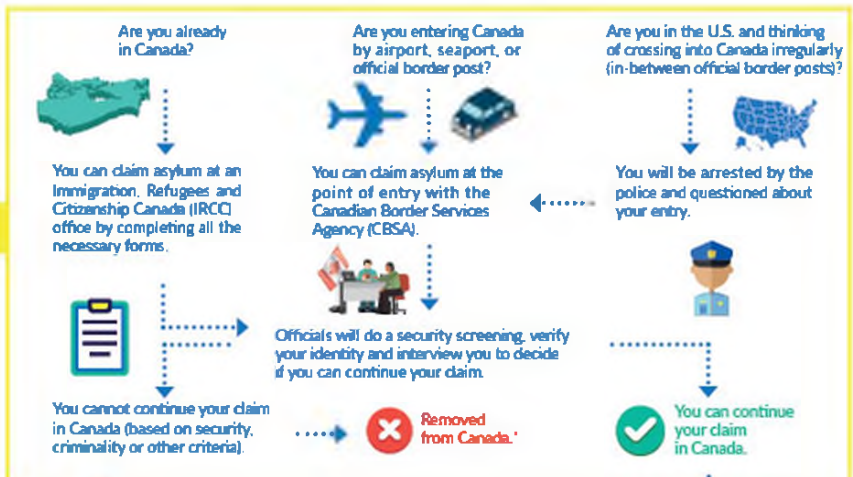 Are you already
in Canada?
Are you entering Canada
by airport, seaport, or
official border post?
Are you in the U.S. and thinking
of crossing into Canada irregularly
(in-between official border posts)?
You can claim asylum at an
Immigration, Refugees and
Citizenship Canada (IRCC)
office by completing all the
necessary forms.
You can claim asylum at the
point of entry with the
Canadian Border Services
Agency (CBSA).
You will be arrested by the
police and questioned about
your entry.
Officials will do a security screening, verify
your identity and interview you to decide
if you can continue your claim.
You cannot continue your claim
in Canada (based on security,
criminality or other criteria).
Removed
from Canada.*
You can continue
your claim
in Canada.